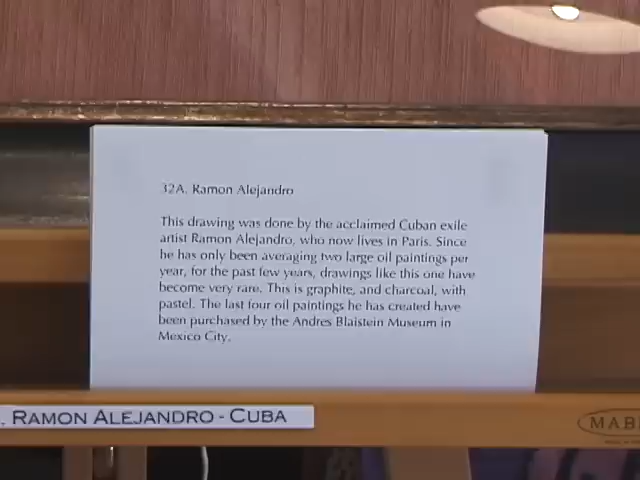 32A. Ramon Alejandro
This drawing was done by the acclaimed Cuban exile
artist Ramon Alejandro, who now lives in Paris. Since
he has only been averaging two large oil paintings per
year, for the past few years, drawings like this one have
become very rare. This is graphite, and charcoal, with
pastel. The last four oil paintings he has created have
been purchased by the Andres Blaistein Museum in
Mexico City.
. RAMON ALEJANDRO - CUBA
MABE